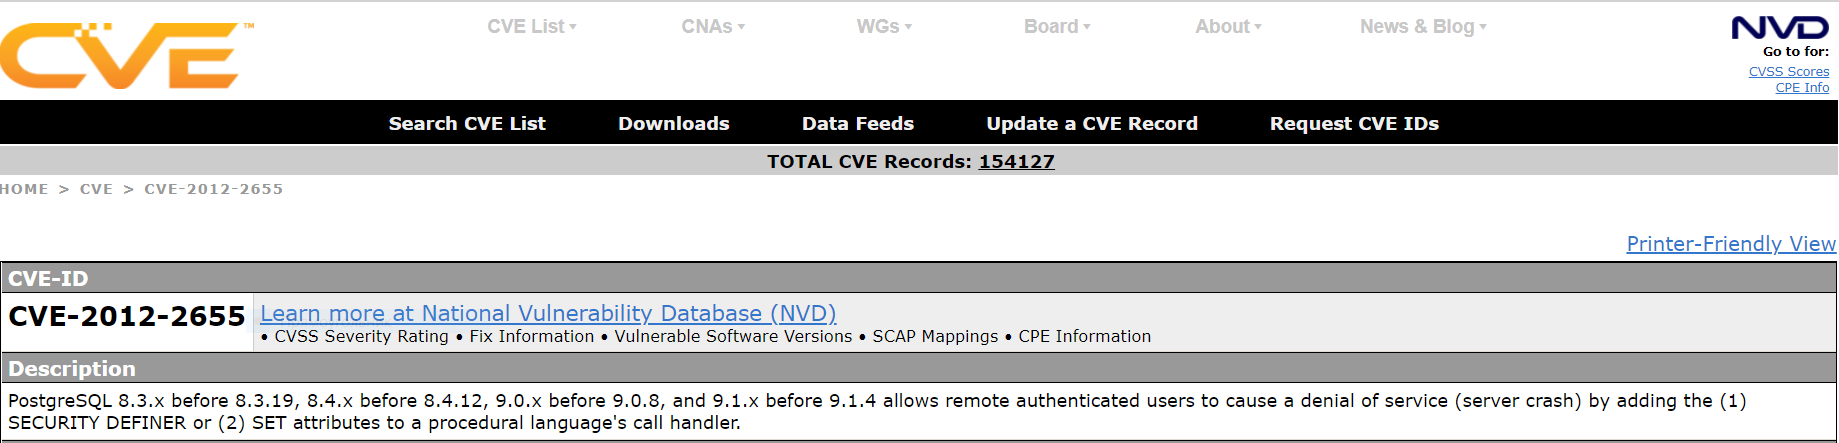 CVE™
CVE List▾ CNAs▾ WGs▾ Board▾ About▾ News & Blog▾
NVD
Go to for:
CVSS Scores
CPE Info
Search CVE List Downloads Data Feeds Update a CVE Record Request CVE IDs
TOTAL CVE Records: 154127
HOME > CVE > CVE-2012-2655
Printer-Friendly View
CVE-ID
CVE-2012-2655 Learn more at National Vulnerability Database (NVD)
• CVSS Severity Rating • Fix Information • Vulnerable Software Versions • SCAP Mappings • CPE Information
Description
PostgreSQL 8.3.x before 8.3.19, 8.4.x before 8.4.12, 9.0.x before 9.0.8, and 9.1.x before 9.1.4 allows remote authenticated users to cause a denial of service (server crash) by adding the (1)
SECURITY DEFINER or (2) SET attributes to a procedural language's call handler.